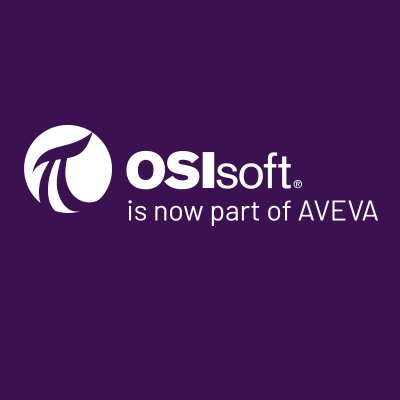 OSIsoft®
is now part of AVEVA